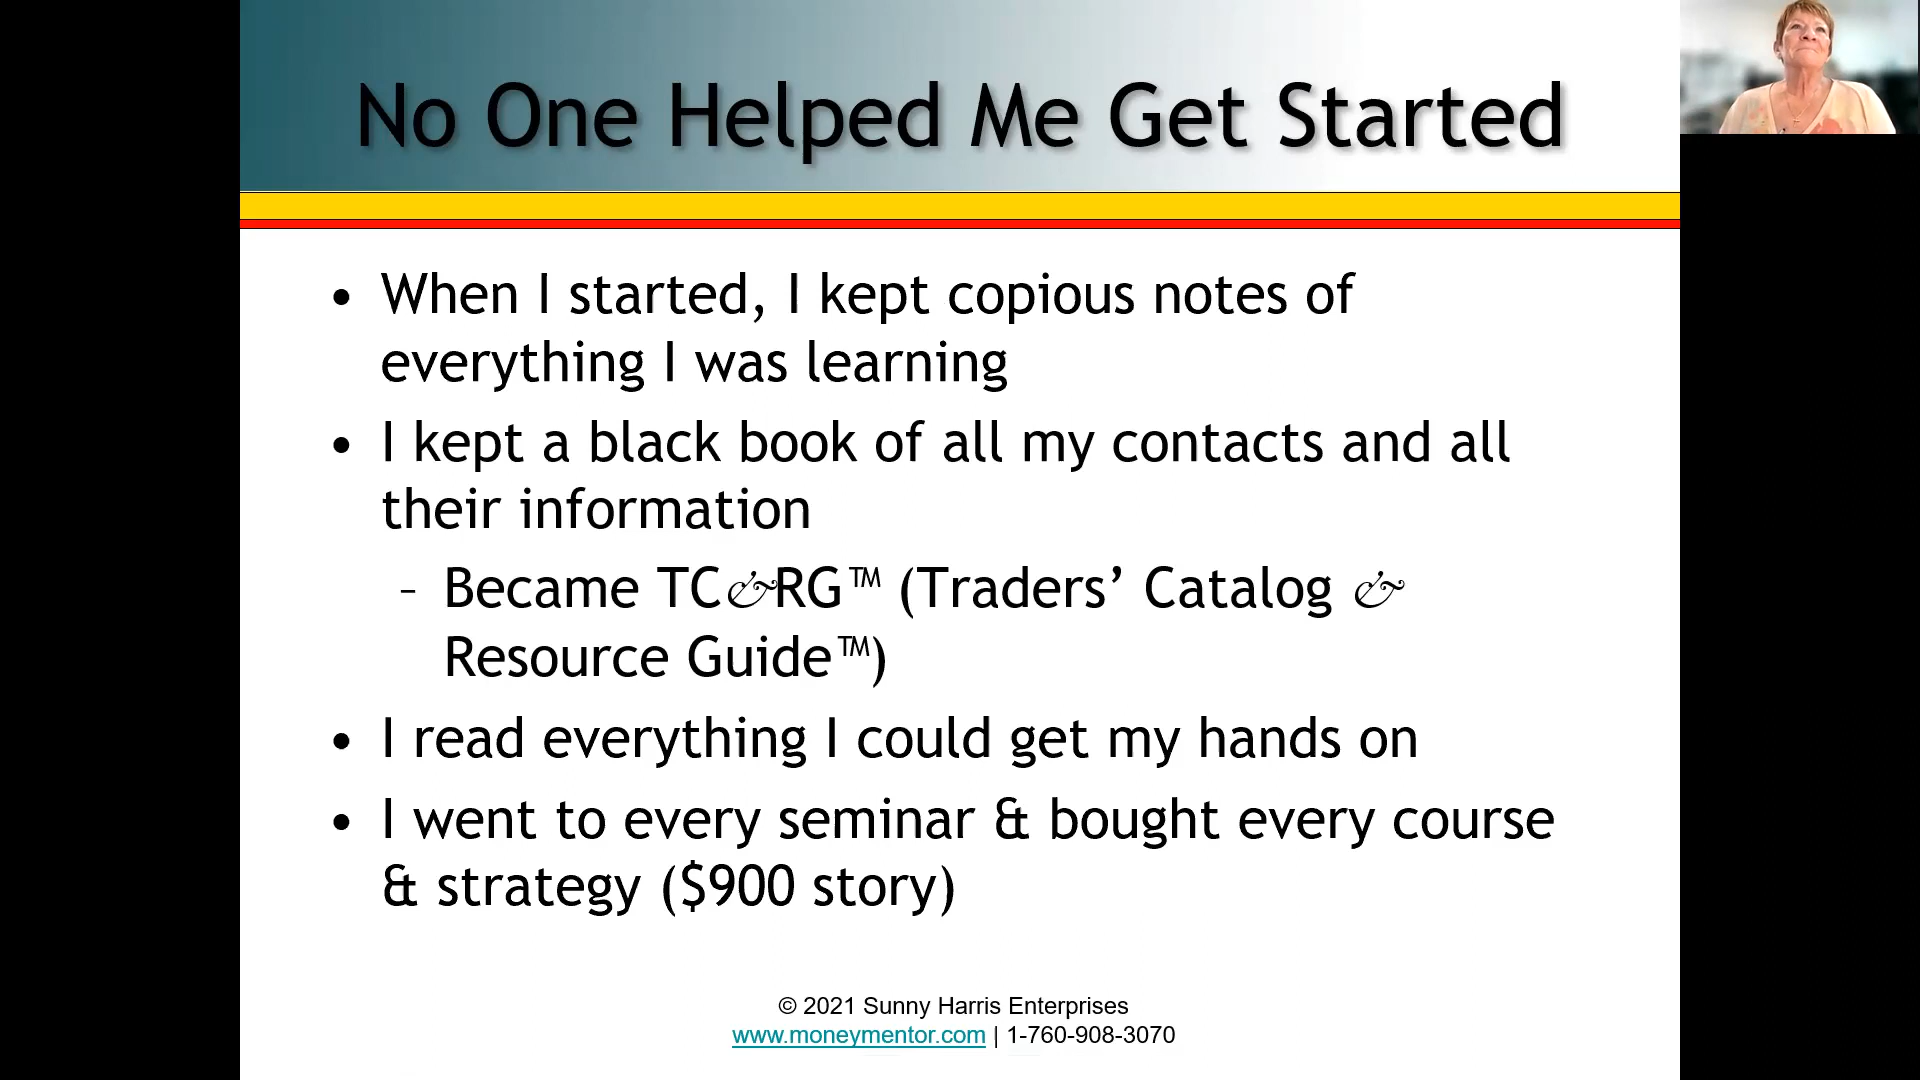 No One Helped Me Get Started
• When I started, I kept copious notes of
everything I was learning
• I kept a black book of all my contacts and all
their information
– Became TC&RG™ (Traders’ Catalog &
Resource Guide™)
• I read everything I could get my hands on
• I went to every seminar & bought every course
& strategy ($900 story)
© 2021 Sunny Harris Enterprises
www.moneymentor.com | 1-760-908-3070